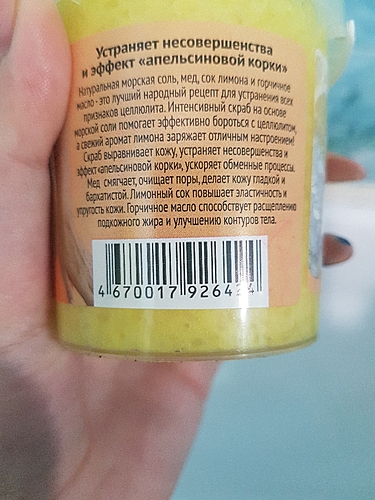 Устраняет несовершенства
и эффект «апельсиновой корки»
Натуральная морская соль, мед, сок лимона и горчичное
масло - это лучший народный рецепт для устранения всех
признаков целлюлита. Интенсивный скраб на основе
морской соли помогает эффективно бороться с целлюлитом,
а свежий аромат лимона заряжает отличным настроением!
Скраб выравнивает кожу, устраняет несовершенства и
эффект «апельсиновой корки», ускоряет обменные процессы.
Мед смягчает, очищает поры, делает кожу гладкой и
бархатистой. Лимонный сок повышает эластичность и
упругость кожи. Горчичное масло способствует расщеплению
подкожного жира и улучшению контуров тела.
4 670017 9264